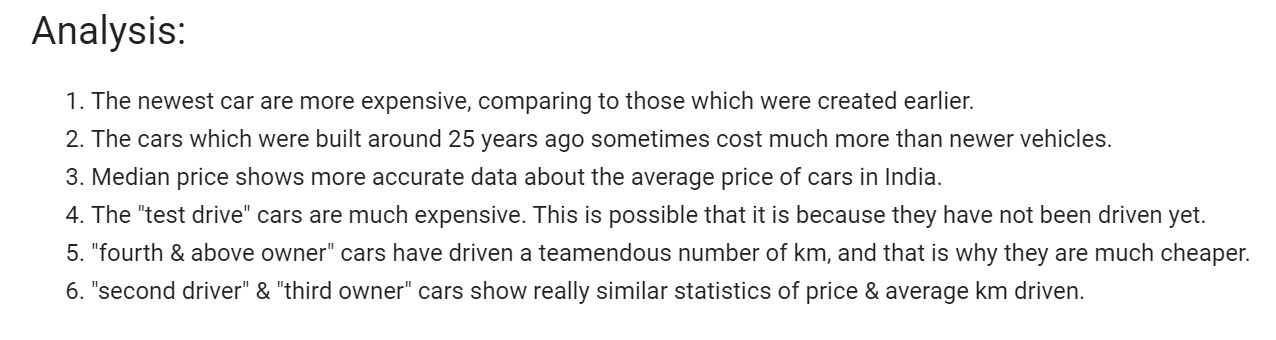 Analysis:
1. The newest car are more expensive, comparing to those which were created earlier.
2. The cars which were built around 25 years ago sometimes cost much more than newer vehicles.
3. Median price shows more accurate data about the average price of cars in India.
4. The "test drive" cars are much expensive. This is possible that it is because they have not been driven yet.
5. "fourth & above owner" cars have driven a teamendous number of km, and that is why they are much cheaper.
6. "second driver" & "third owner" cars show really similar statistics of price & average km driven.